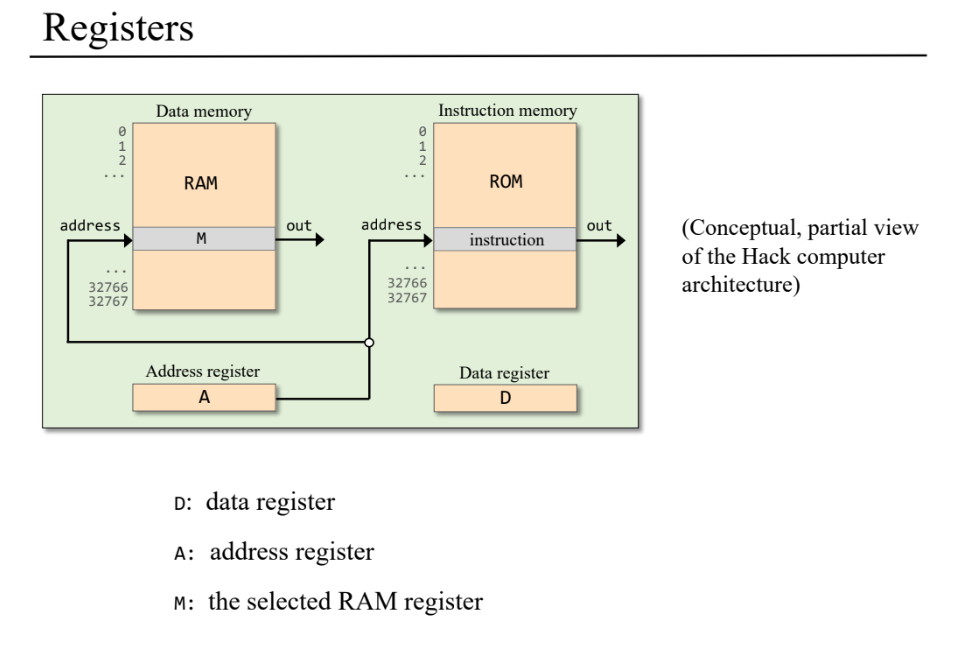 Registers
Data memory
Instruction memory
0
1
2
...
RAM
0
1
2
...
ROM
address
M
out
address
instruction
out
...
32766
32767
...
32766
32767
(Conceptual, partial view
of the Hack computer
architecture)
Address register
A
Data register
D
D: data register
A: address register
M: the selected RAM register